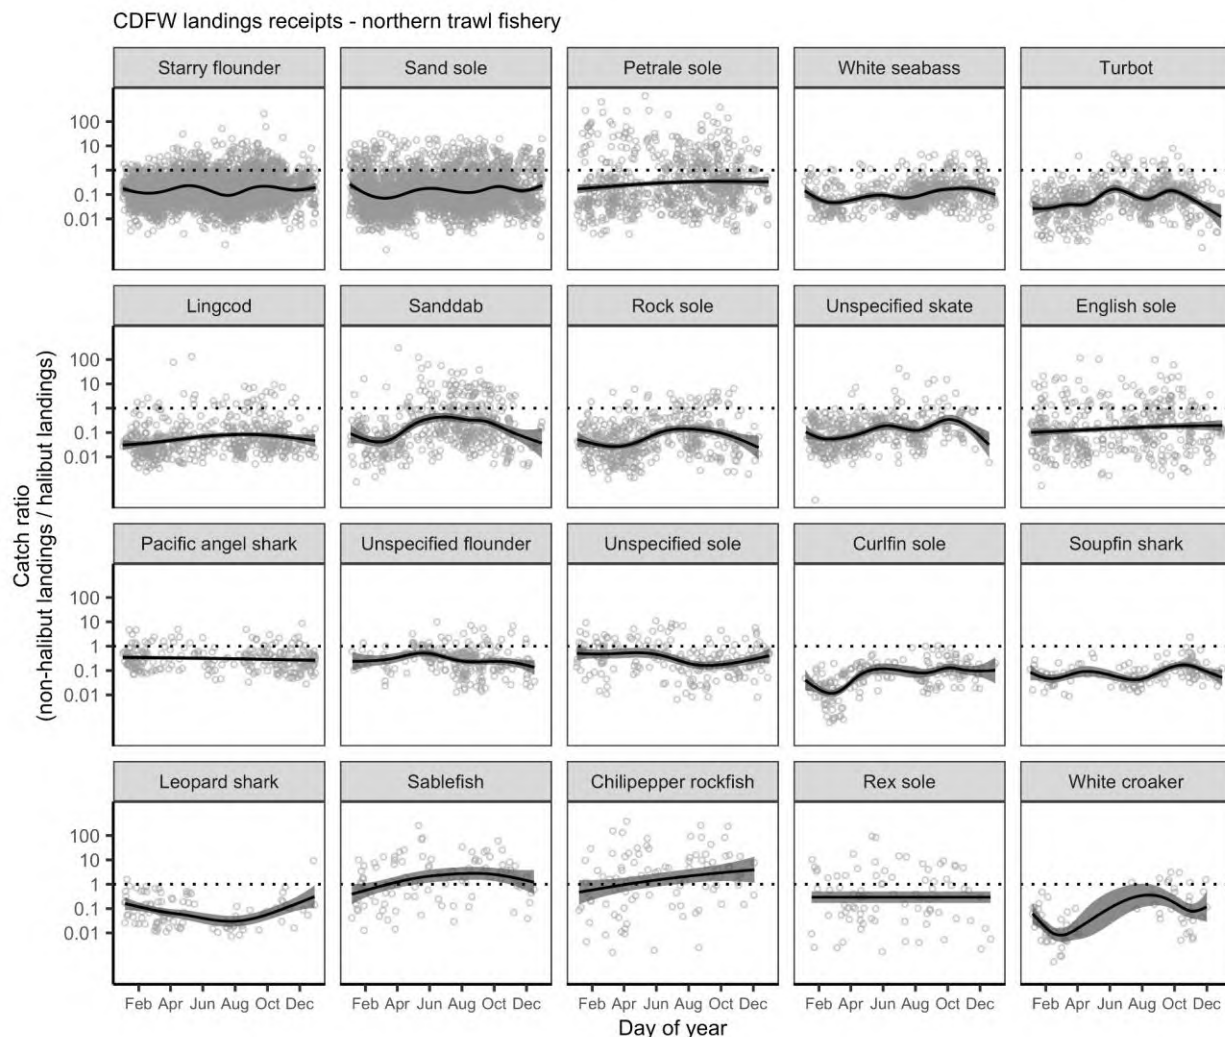 CDFW landings receipts - northern trawl fishery
Starry flounder
Sand sole
Petrale sole
White seabass
Turbot
100
10
1
0.1
0.01
Lingcod
Sanddab
Rock sole
Unspecified skate
English sole
100
10
1
0.1
0.01
Pacific angel shark
Unspecified flounder
Unspecified sole
Curlfin sole
Soupfin shark
100
10
1
0.1
0.01
Leopard shark
Sablefish
Chilipepper rockfish
Rex sole
White croaker
100
10
1
0.1
0.01
Catch ratio
(non-halibut landings / halibut landings)
Feb Apr Jun Aug Oct Dec
Feb Apr Jun Aug Oct Dec
Feb Apr Jun Aug Oct Dec
Feb Apr Jun Aug Oct Dec
Feb Apr Jun Aug Oct Dec
Day of year